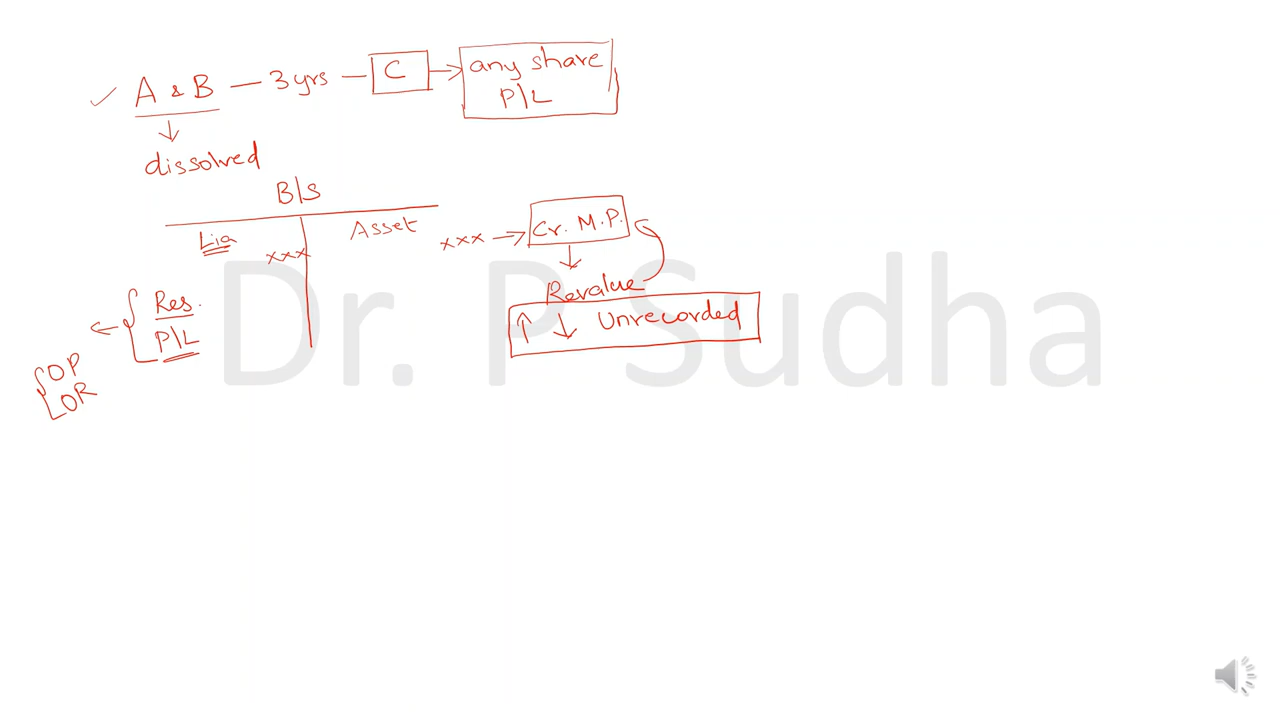 ✓ A & B — 3 yrs — C → any share
P/L
↓
dissolved
B/S
Lia Asset
xxx
xxx → Cr. M.P.
↓
Revalue
↑ ↓ Unrecorded
Res.
P/L
OP
OR
Dr. P Sudha